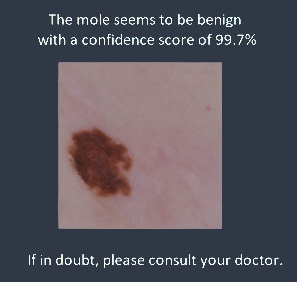 The mole seems to be benign
with a confidence score of 99.7%
If in doubt, please consult your doctor.